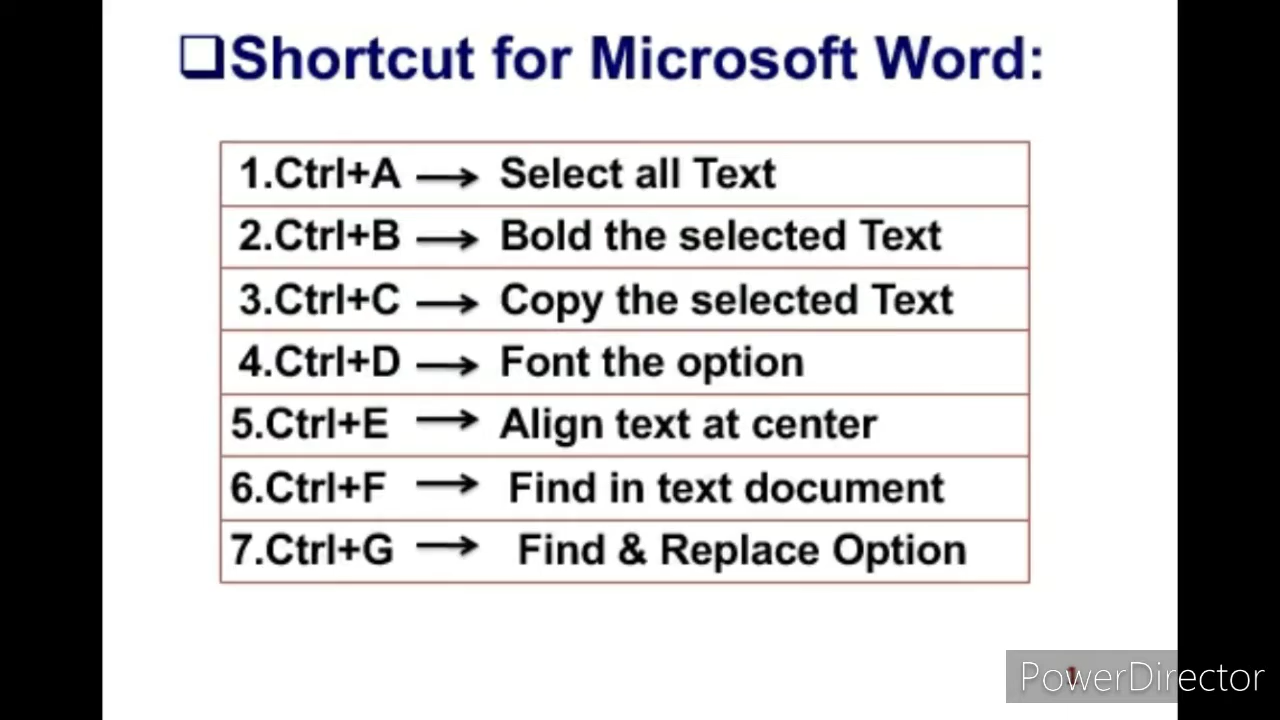 ❑Shortcut for Microsoft Word:
1.Ctrl+A → Select all Text
2.Ctrl+B → Bold the selected Text
3.Ctrl+C → Copy the selected Text
4.Ctrl+D → Font the option
5.Ctrl+E → Align text at center
6.Ctrl+F → Find in text document
7.Ctrl+G → Find & Replace Option
PowerDirector